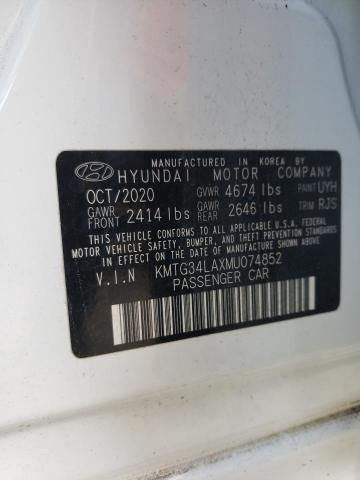 MANUFACTURED IN KOREA BY
HYUNDAI MOTOR COMPANY
OCT/2020 GVWR 4674 lbs PAINT UYH
GAWR FRONT 2414 lbs GAWR REAR 2646 lbs TRIM RJS
THIS VEHICLE CONFORMS TO ALL APPLICABLE U.S.A. FEDERAL
MOTOR VEHICLE SAFETY, BUMPER, AND THEFT PREVENTION STANDARDS
IN EFFECT ON THE DATE OF MANUFACTURE SHOWN ABOVE.
V.I.N KMTG34LAXMU074852
PASSENGER CAR